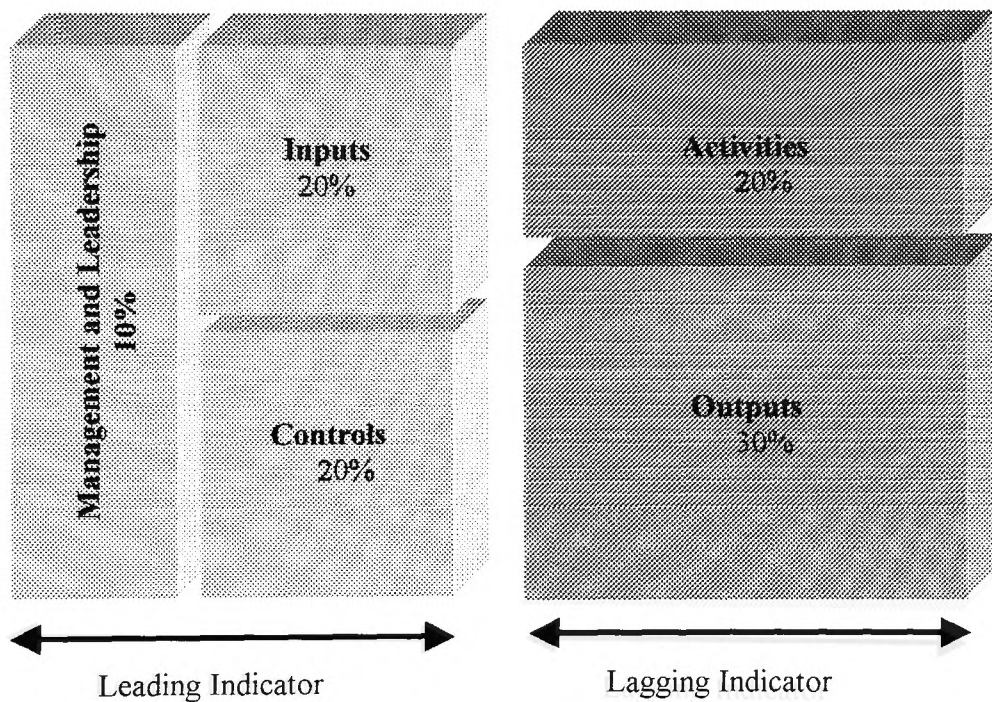 Management and Leadership
10%
Inputs
20%
Controls
20%
Activities
20%
Outputs
30%
Leading Indicator
Lagging Indicator